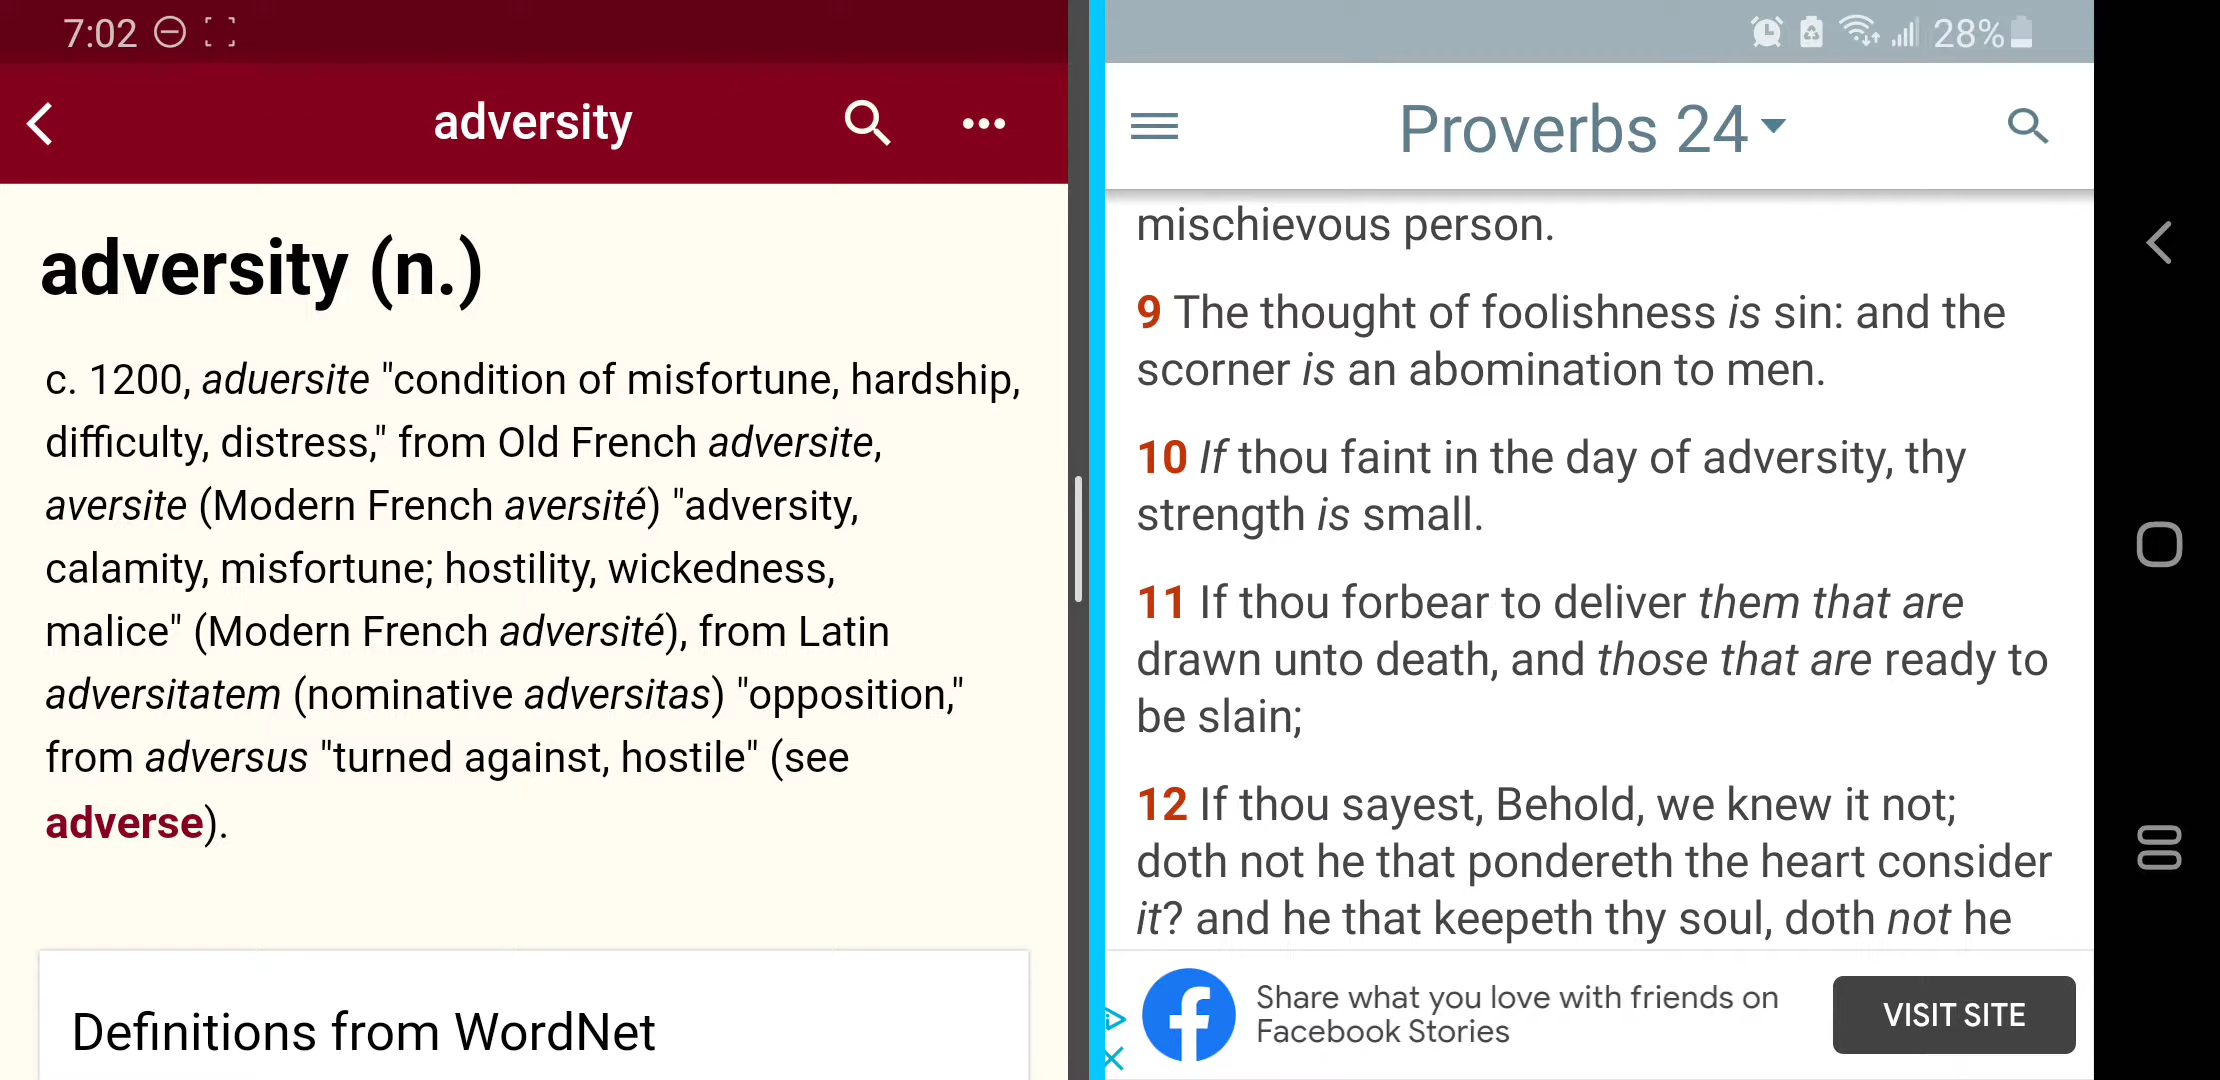 7:02
adversity
adversity (n.)
c. 1200, aduersite "condition of misfortune, hardship,
difficulty, distress," from Old French adversite,
aversite (Modern French aversité) "adversity,
calamity, misfortune; hostility, wickedness,
malice" (Modern French adversité), from Latin
adversitatem (nominative adversitas) "opposition,"
from adversus "turned against, hostile" (see
adverse).
Definitions from WordNet
28%
Proverbs 24
mischievous person.
9 The thought of foolishness is sin: and the
scorner is an abomination to men.
10 If thou faint in the day of adversity, thy
strength is small.
11 If thou forbear to deliver them that are
drawn unto death, and those that are ready to
be slain;
12 If thou sayest, Behold, we knew it not;
doth not he that pondereth the heart consider
it? and he that keepeth thy soul, doth not he
Share what you love with friends on
Facebook Stories
VISIT SITE